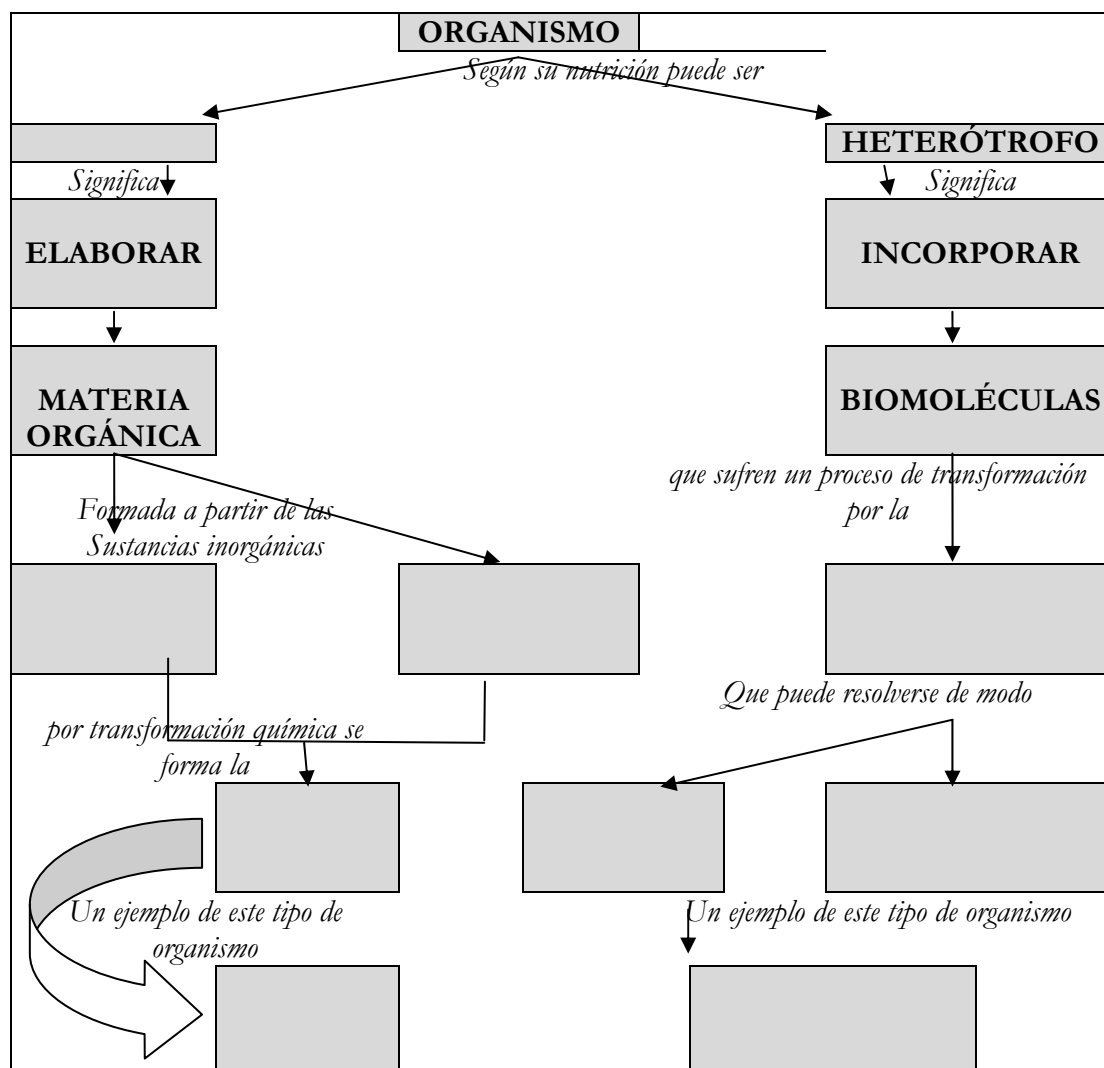 ORGANISMO
Según su nutrición puede ser
HETERÓTROFO
Significa
Significa
ELABORAR
INCORPORAR
MATERIA
ORGÁNICA
BIOMOLÉCULAS
que sufren un proceso de transformación
por la
Formada a partir de las
Sustancias inorgánicas
Que puede resolverse de modo
por transformación química se
forma la
Un ejemplo de este tipo de
organismo
Un ejemplo de este tipo de organismo